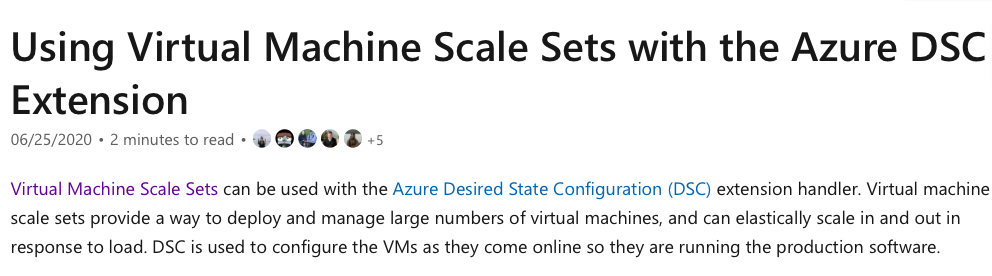 Using Virtual Machine Scale Sets with the Azure DSC
Extension
06/25/2020 • 2 minutes to read • +5
Virtual Machine Scale Sets can be used with the Azure Desired State Configuration (DSC) extension handler. Virtual machine
scale sets provide a way to deploy and manage large numbers of virtual machines, and can elastically scale in and out in
response to load. DSC is used to configure the VMs as they come online so they are running the production software.